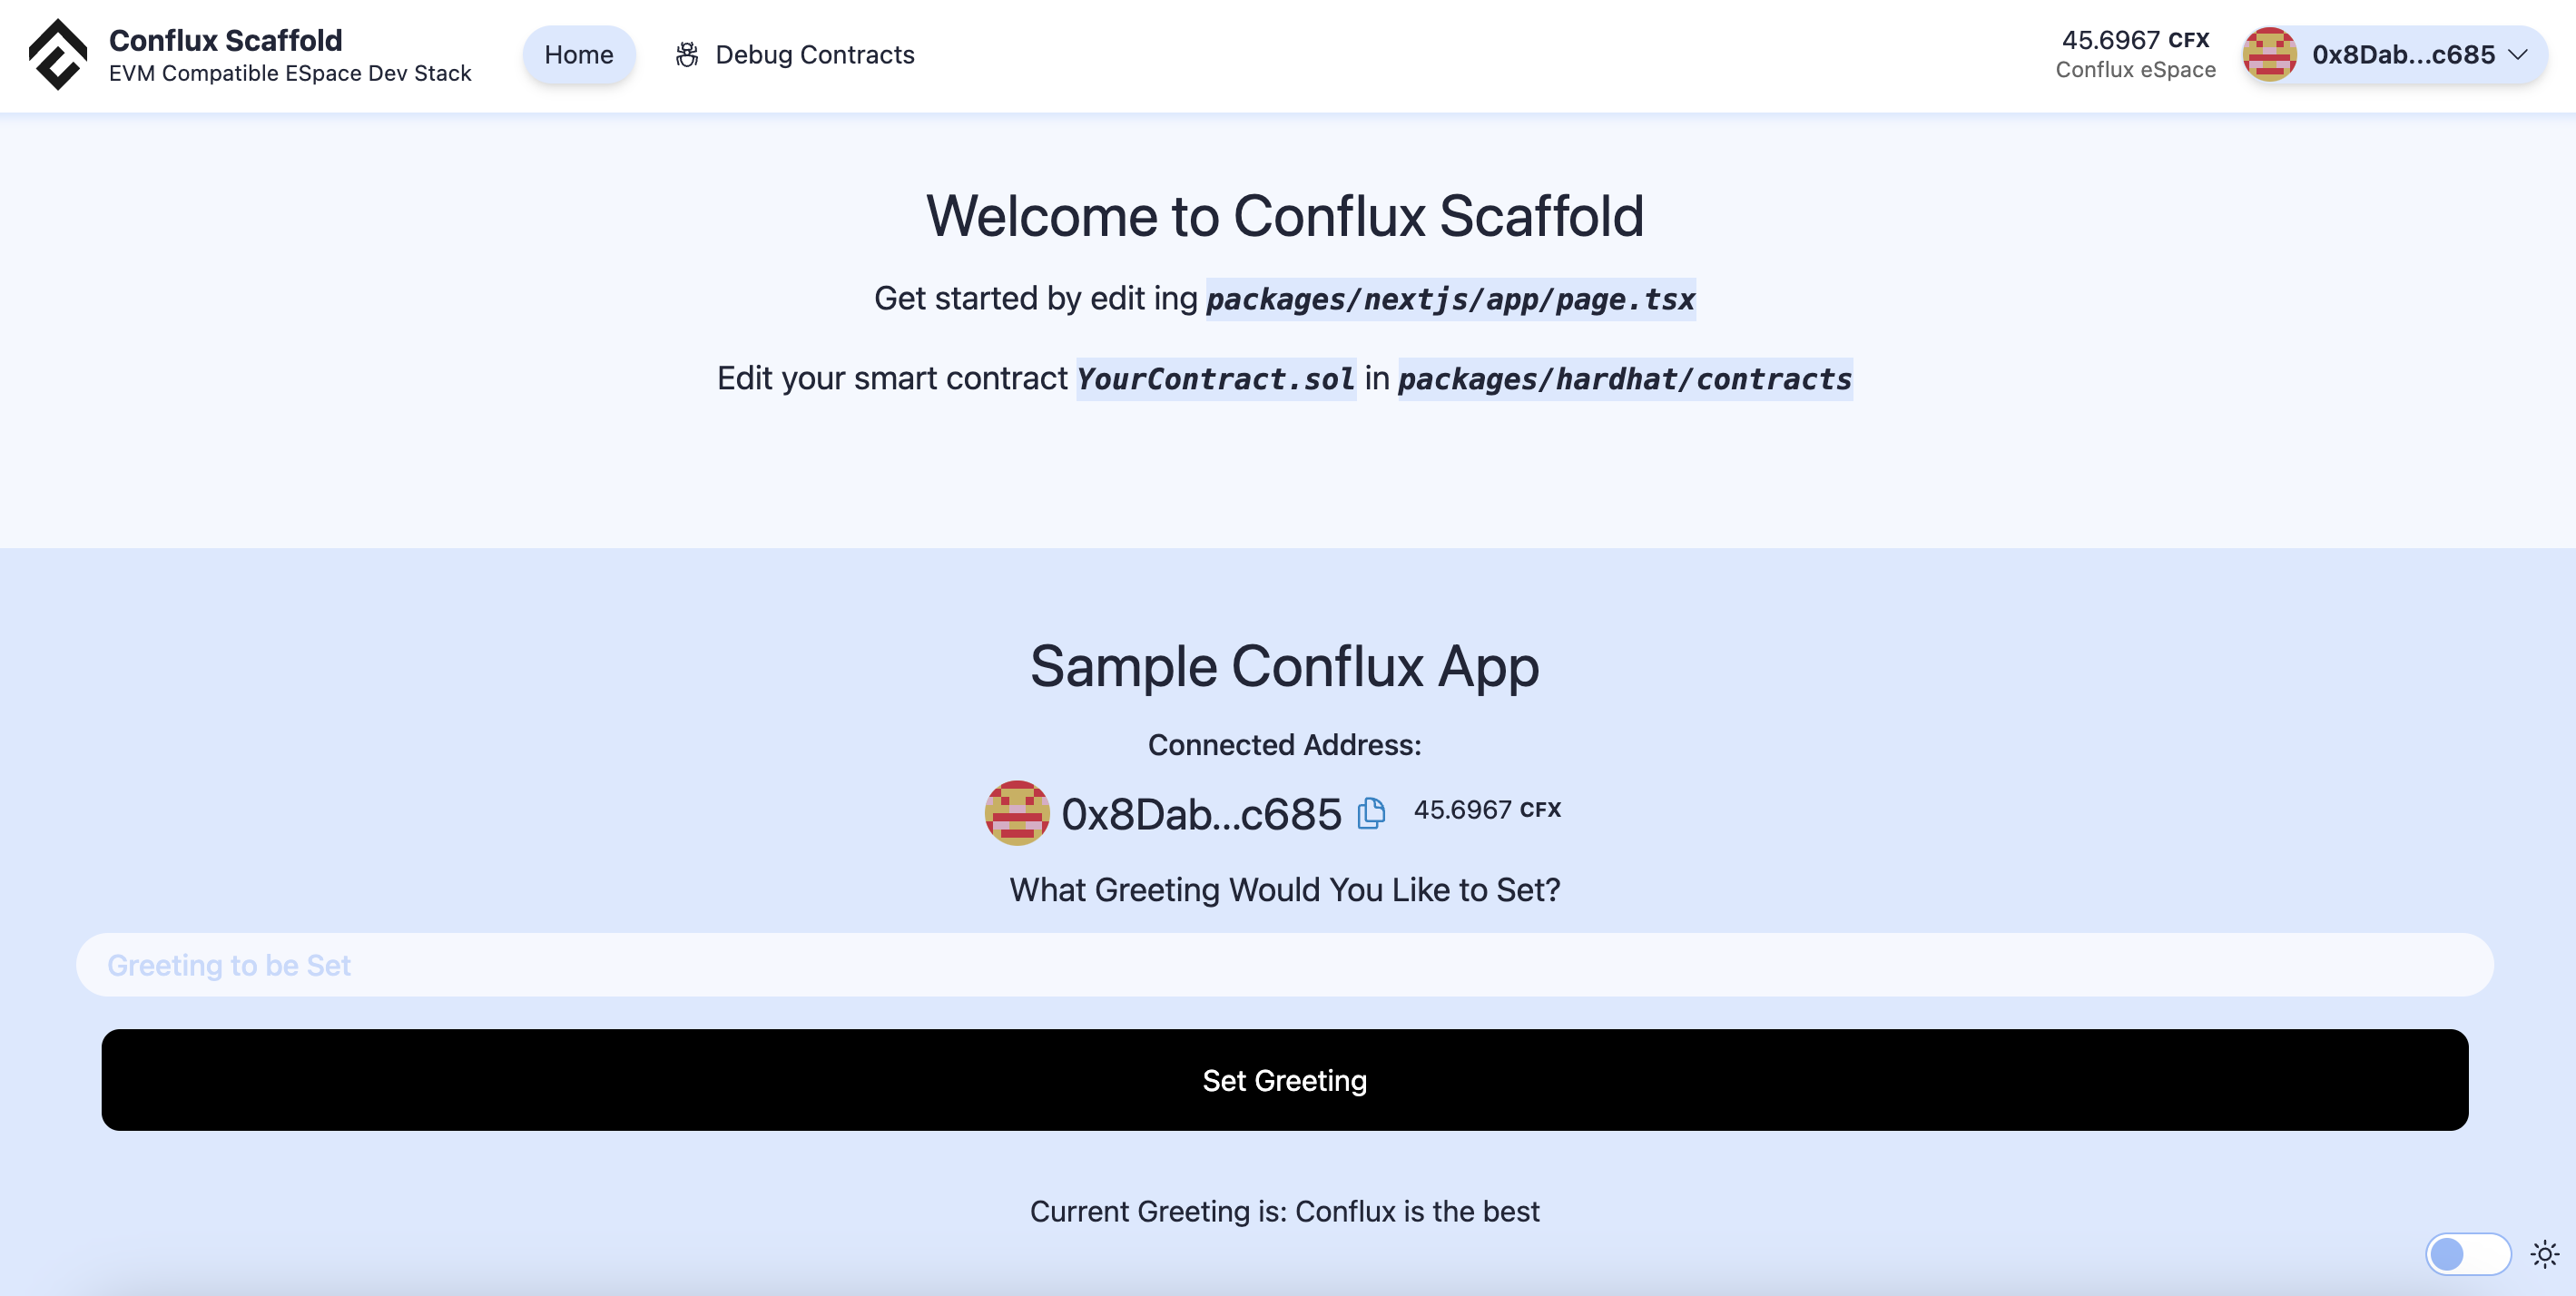 Conflux Scaffold
EVM Compatible ESpace Dev Stack
Home
Debug Contracts
45.6967 CFX
Conflux eSpace
0x8Dab...c685
Welcome to Conflux Scaffold
Get started by edit ing packages/nextjs/app/page.tsx
Edit your smart contract YourContract.sol in packages/hardhat/contracts
Sample Conflux App
Connected Address:
0x8Dab...c685 45.6967 CFX
What Greeting Would You Like to Set?
Greeting to be Set
Set Greeting
Current Greeting is: Conflux is the best